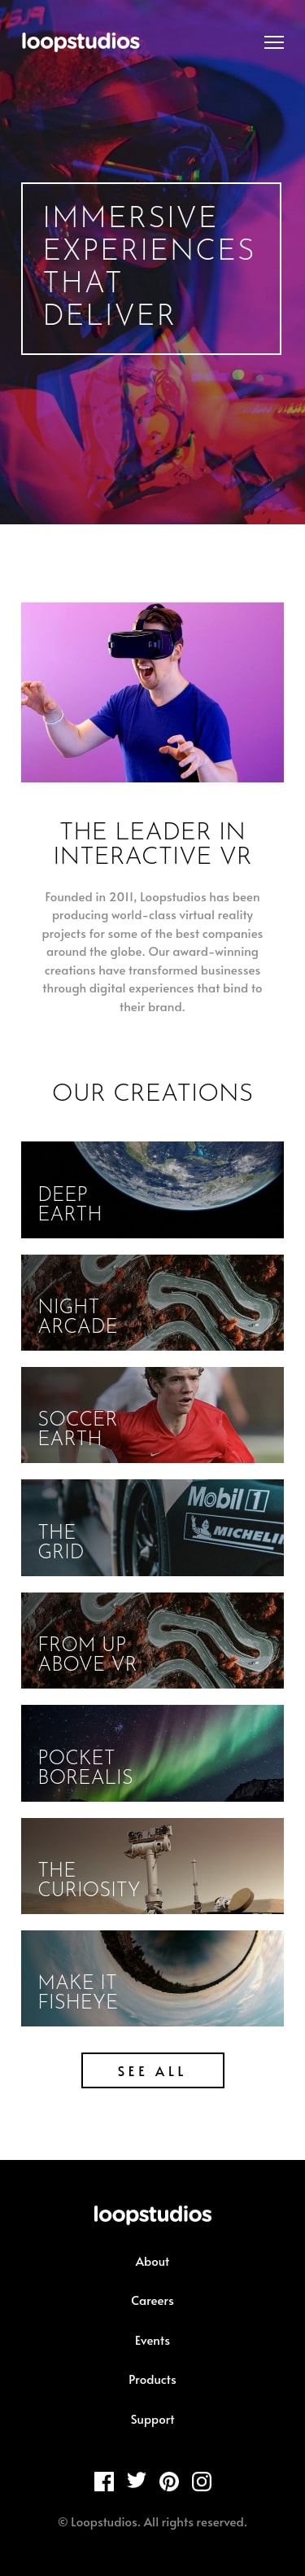 loopstudios
IMMERSIVE
EXPERIENCES
THAT
DELIVER
THE LEADER IN
INTERACTIVE VR
Founded in 2011, Loopstudios has been
producing world-class virtual reality
projects for some of the best companies
around the globe. Our award-winning
creations have transformed businesses
through digital experiences that bind to
their brand.
OUR CREATIONS
DEEP
EARTH
NIGHT
ARCADE
SOCCER
EARTH
Mobil 1
MICHELIN
THE
GRID
FROM UP
ABOVE VR
POCKET
BOREALIS
THE
CURIOSITY
MAKE IT
FISHEYE
SEE ALL
loopstudios
About
Careers
Events
Products
Support
© Loopstudios. All rights reserved.